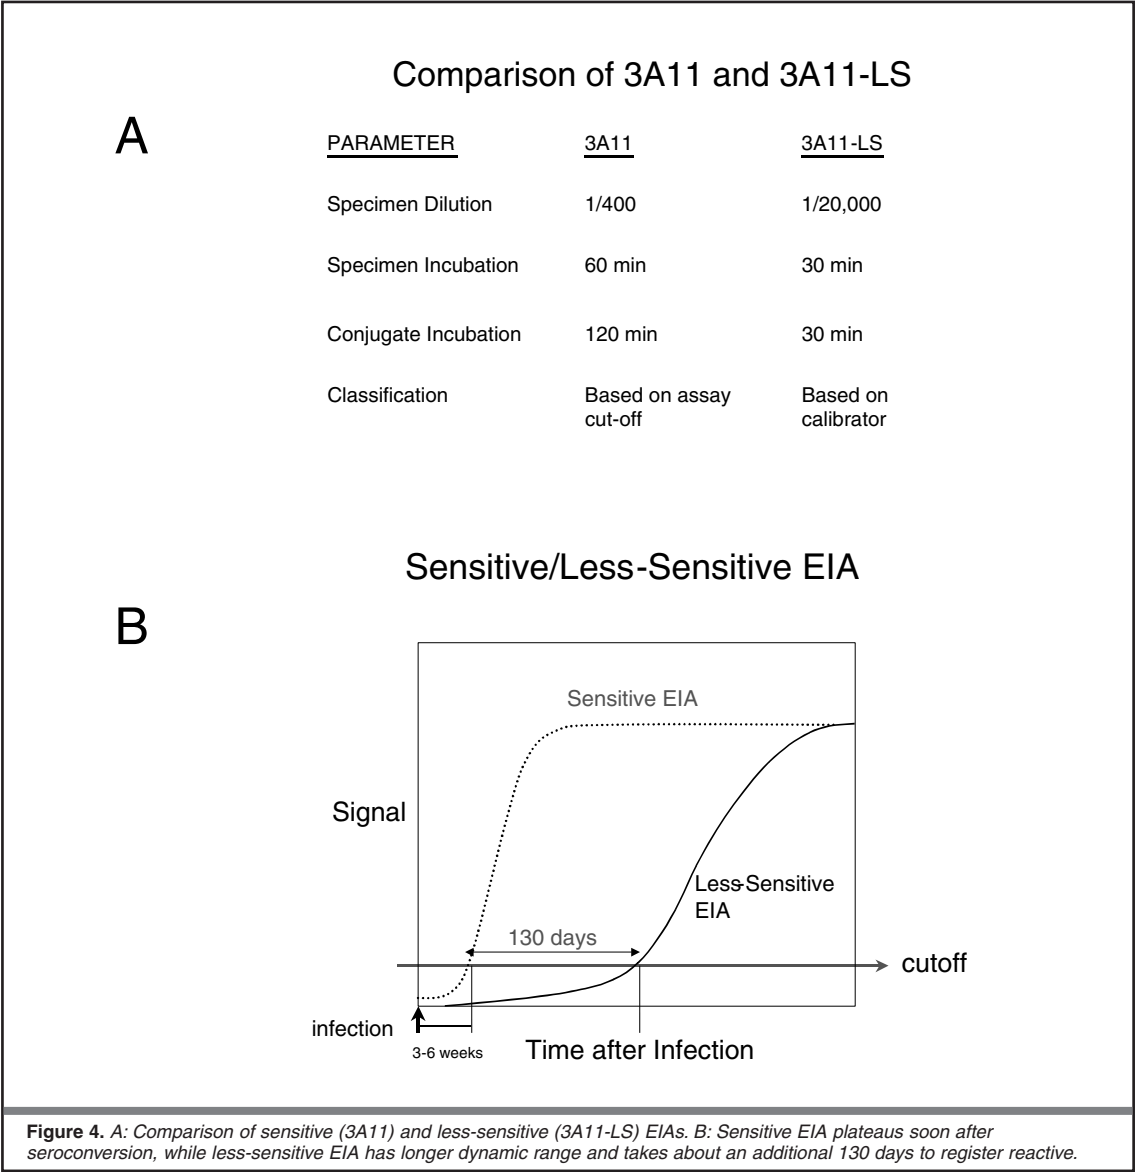 Comparison of 3A11 and 3A11-LS
A
PARAMETER 3A11 3A11-LS
Specimen Dilution 1/400 1/20,000
Specimen Incubation 60 min 30 min
Conjugate Incubation 120 min 30 min
Classification Based on assay Based on
cut-off calibrator
Sensitive/Less-Sensitive EIA
B
Sensitive EIA
Signal
Less-Sensitive
EIA
130 days
cutoff
infection
3-6 weeks Time after Infection
Figure 4. A: Comparison of sensitive (3A11) and less-sensitive (3A11-LS) EIAs. B: Sensitive EIA plateaus soon after
seroconversion, while less-sensitive EIA has longer dynamic range and takes about an additional 130 days to register reactive.